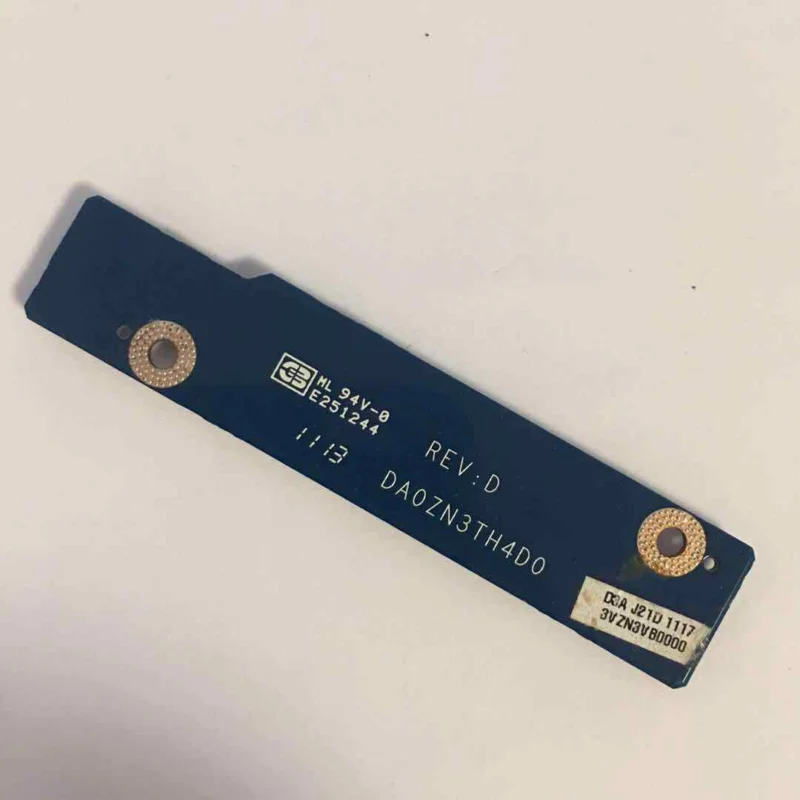 ML 94V-0
E251244
1113
REV:D
DA0ZN3TH4D0
D3A J21D 1117
3VZN3VB0000